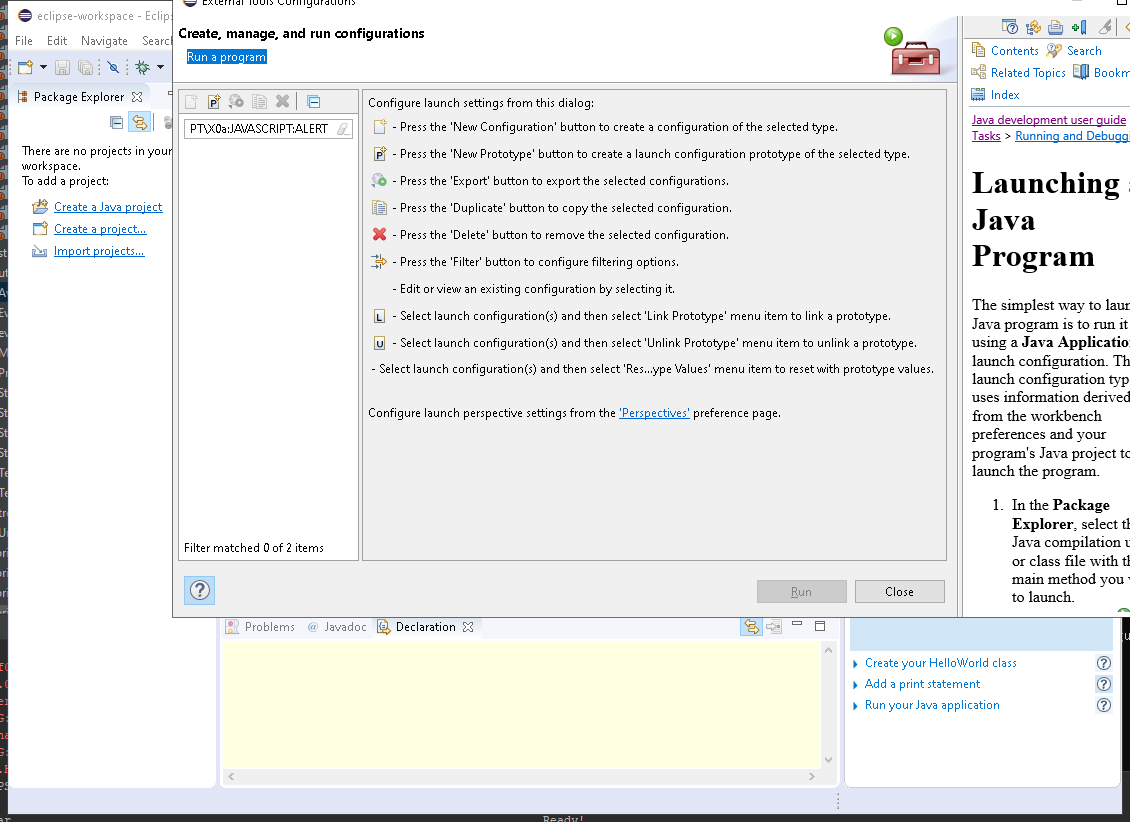 eclipse-workspace - Eclips
External Tools Configurations
File Edit Navigate Search
Create, manage, and run configurations
Run a program
Package Explorer
There are no projects in your
workspace.
To add a project:
Create a Java project
Create a project...
Import projects...
PT\X0a:JAVASCRIPT:ALERT
Filter matched 0 of 2 items
Configure launch settings from this dialog:
- Press the 'New Configuration' button to create a configuration of the selected type.
- Press the 'New Prototype' button to create a launch configuration prototype of the selected type.
- Press the 'Export' button to export the selected configurations.
- Press the 'Duplicate' button to copy the selected configuration.
- Press the 'Delete' button to remove the selected configuration.
- Press the 'Filter' button to configure filtering options.
- Edit or view an existing configuration by selecting it.
L - Select launch configuration(s) and then select 'Link Prototype' menu item to link a prototype.
U - Select launch configuration(s) and then select 'Unlink Prototype' menu item to unlink a prototype.
- Select launch configuration(s) and then select 'Res...ype Values' menu item to reset with prototype values.
Configure launch perspective settings from the 'Perspectives' preference page.
Run Close
Contents Search
Related Topics Bookm
Index
Java development user guide
Tasks > Running and Debuggi
Launching a
Java
Program
The simplest way to laun
Java program is to run it
using a Java Application
launch configuration. Th
launch configuration typ
uses information derived
from the workbench
preferences and your
program's Java project to
launch the program.
1. In the Package
Explorer, select th
Java compilation u
or class file with th
main method you w
to launch.
Problems @ Javadoc Declaration
Create your HelloWorld class
Add a print statement
Run your Java application
Ready!